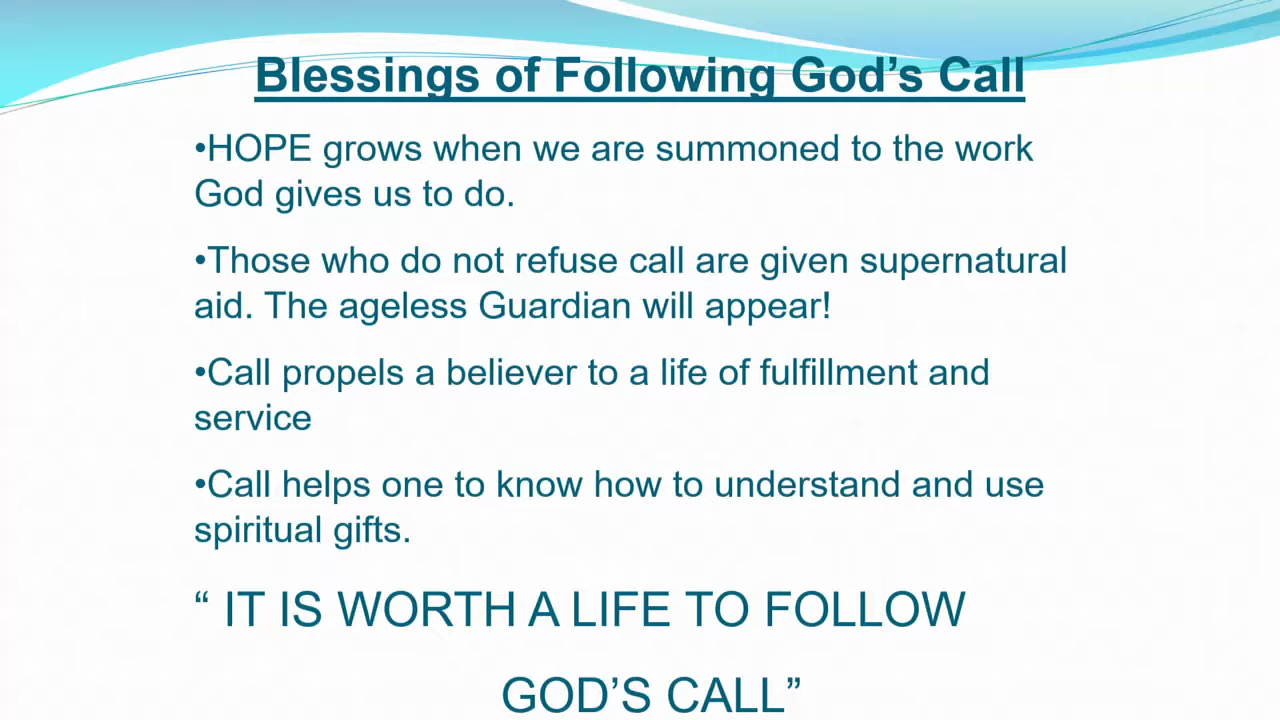 Blessings of Following God’s Call
•HOPE grows when we are summoned to the work
God gives us to do.
•Those who do not refuse call are given supernatural
aid. The ageless Guardian will appear!
•Call propels a believer to a life of fulfillment and
service
•Call helps one to know how to understand and use
spiritual gifts.
“ IT IS WORTH A LIFE TO FOLLOW
GOD’S CALL”